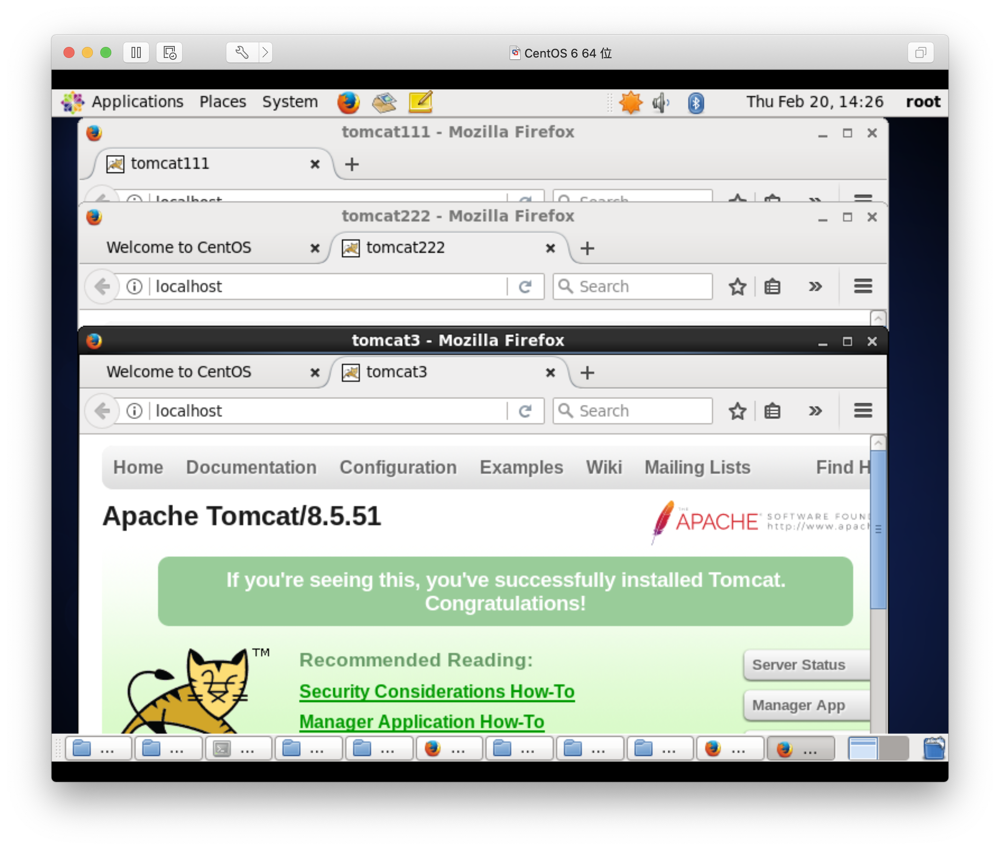 CentOS 6 64 位
Applications Places System Thu Feb 20, 14:26 root
tomcat111 - Mozilla Firefox
tomcat111
localhost Search
tomcat222 - Mozilla Firefox
Welcome to CentOS tomcat222
localhost Search
tomcat3 - Mozilla Firefox
Welcome to CentOS tomcat3
localhost Search
Home Documentation Configuration Examples Wiki Mailing Lists Find H
Apache Tomcat/8.5.51
THE
APACHE SOFTWARE FOUN
http://www.apach
If you're seeing this, you've successfully installed Tomcat.
Congratulations!
TM
Recommended Reading:
Server Status
Security Considerations How-To
Manager App
Manager Application How-To
... ... ... ... ... ... ... ... ... ... ...